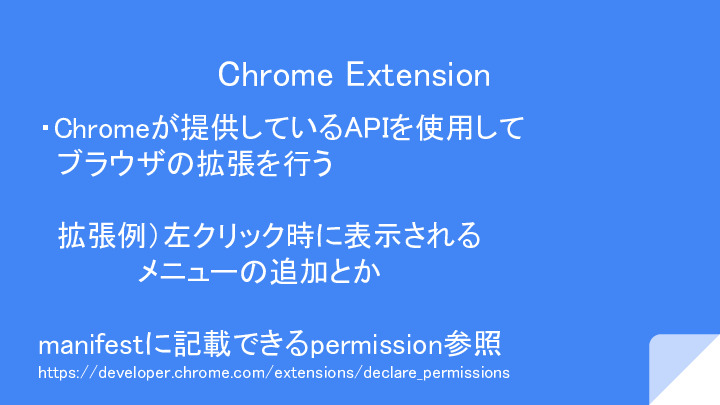 Chrome Extension
・Chromeが提供しているAPIを使用して
ブラウザの拡張を行う
拡張例）左クリック時に表示される
メニューの追加とか
manifestに記載できるpermission参照
https://developer.chrome.com/extensions/declare_permissions